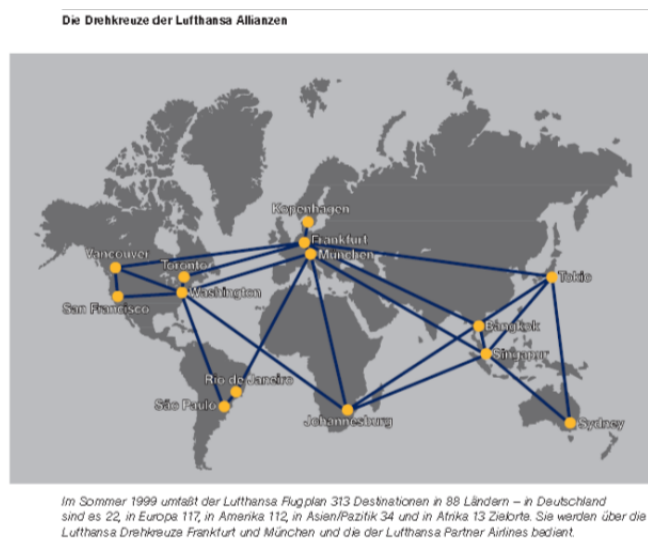 Die Drehkreuze der Lufthansa Allianzen
Kopenhagen
Frankfurt
München
Vancouver
Toronto
Washington
San Francisco
Tokio
Bangkok
Singapur
Rio de Janeiro
São Paulo
Johannesburg
Sydney
Im Sommer 1999 umfaßt der Lufthansa Flugplan 313 Destinationen in 88 Ländern – in Deutschland
sind es 22, in Europa 117, in Amerika 112, in Asien/Pazifik 34 und in Afrika 13 Zielorte. Sie werden über die
Lufthansa Drehkreuze Frankfurt und München und die der Lufthansa Partner Airlines bedient.